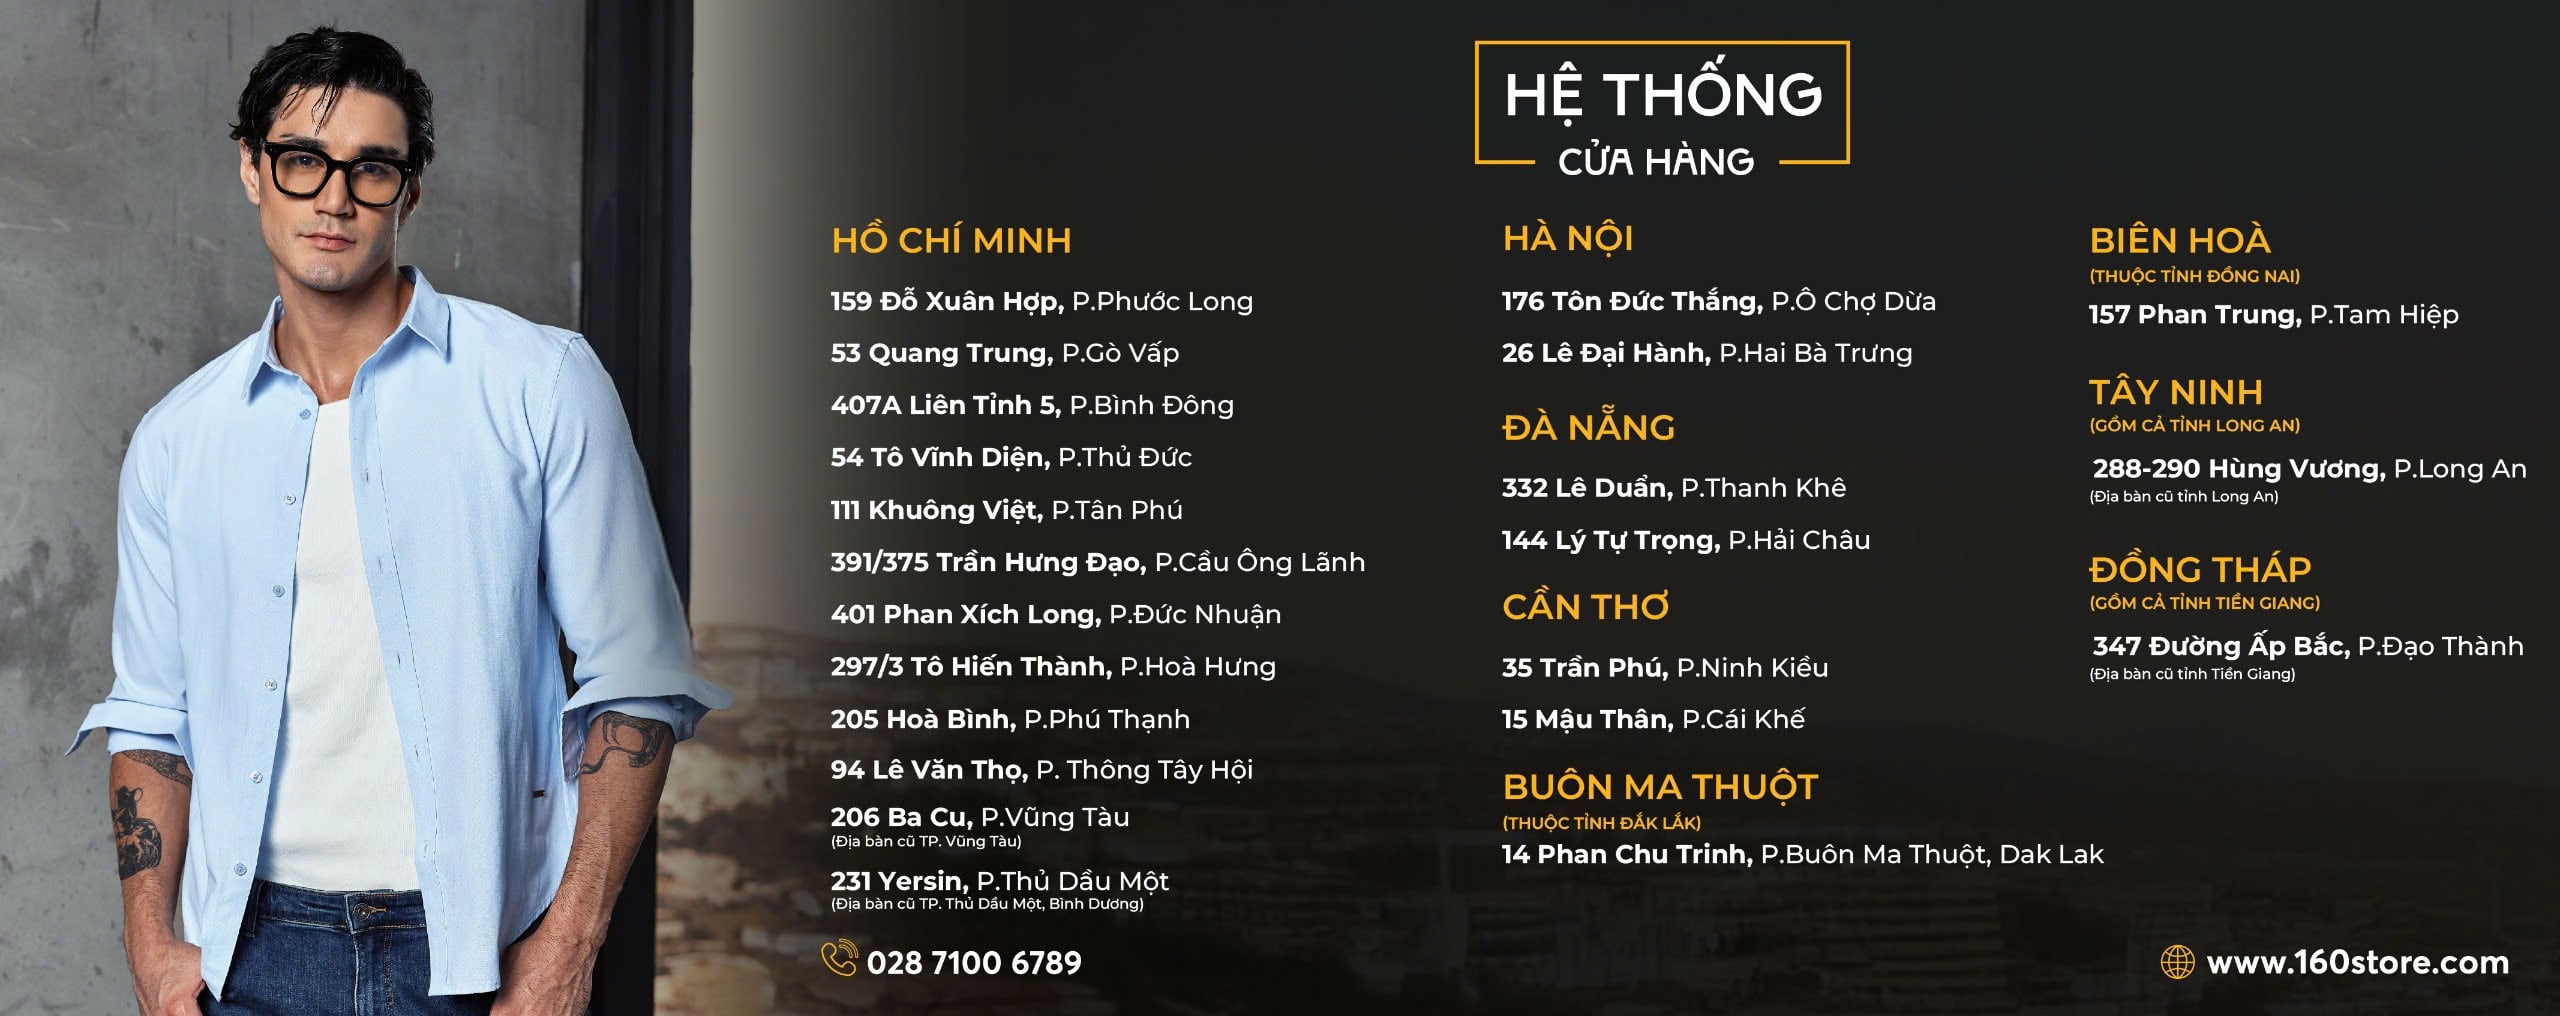 HỆ THỐNG
CỬA HÀNG
HỒ CHÍ MINH
159 Đỗ Xuân Hợp, P.Phước Long
53 Quang Trung, P.Gò Vấp
407A Liên Tỉnh 5, P.Bình Đông
54 Tô Vĩnh Diện, P.Thủ Đức
111 Khuông Việt, P.Tân Phú
391/375 Trần Hưng Đạo, P.Cầu Ông Lãnh
401 Phan Xích Long, P.Đức Nhuận
297/3 Tô Hiến Thành, P.Hoà Hưng
205 Hoà Bình, P.Phú Thạnh
94 Lê Văn Thọ, P. Thông Tây Hội
206 Ba Cu, P.Vũng Tàu
(Địa bàn cũ TP. Vũng Tàu)
231 Yersin, P.Thủ Dầu Một
(Địa bàn cũ TP. Thủ Dầu Một, Bình Dương)
028 7100 6789
HÀ NỘI
176 Tôn Đức Thắng, P.Ô Chợ Dừa
26 Lê Đại Hành, P.Hai Bà Trưng
ĐÀ NẴNG
332 Lê Duẩn, P.Thanh Khê
144 Lý Tự Trọng, P.Hải Châu
CẦN THƠ
35 Trần Phú, P.Ninh Kiều
15 Mậu Thân, P.Cái Khế
BUÔN MA THUỘT
(THUỘC TỈNH ĐẮK LẮK)
14 Phan Chu Trinh, P.Buôn Ma Thuột, Dak Lak
BIÊN HOÀ
(THUỘC TỈNH ĐỒNG NAI)
157 Phan Trung, P.Tam Hiệp
TÂY NINH
(GỒM CẢ TỈNH LONG AN)
288-290 Hùng Vương, P.Long An
(Địa bàn cũ tỉnh Long An)
ĐỒNG THÁP
(GỒM CẢ TỈNH TIỀN GIANG)
347 Đường Ấp Bắc, P.Đạo Thành
(Địa bàn cũ tỉnh Tiền Giang)
www.160store.com